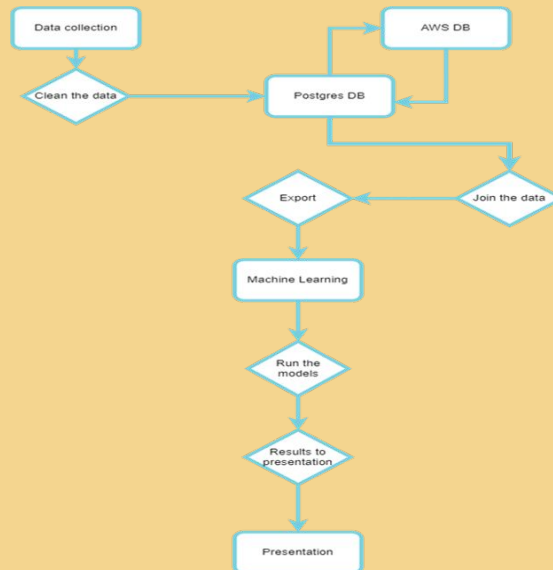 Data collection
AWS DB
Clean the data
Postgres DB
Export
Join the data
Machine Learning
Run the
models
Results to
presentation
Presentation